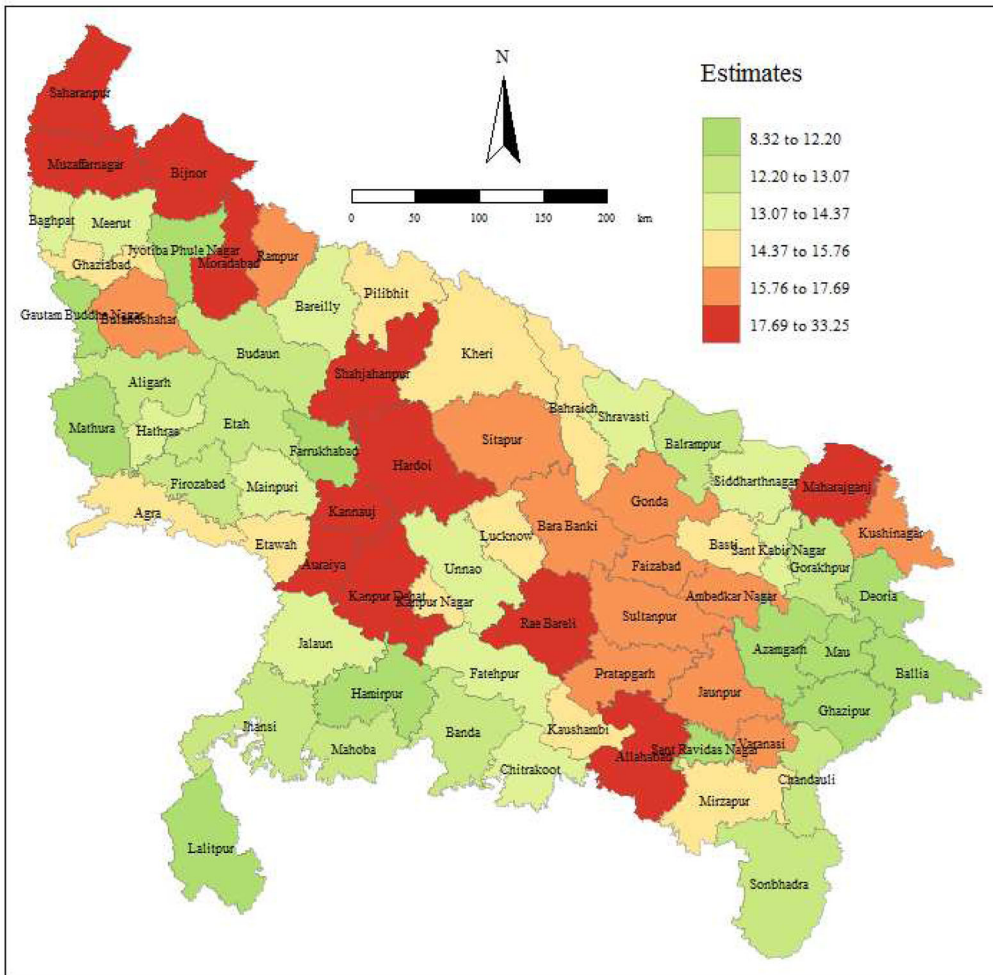 N
Estimates
8.32 to 12.20
12.20 to 13.07
13.07 to 14.37
14.37 to 15.76
15.76 to 17.69
17.69 to 33.25
0 50 100 150 200 km
Saharanpur
Muzaffarnagar
Bijnor
Baghpat
Meerut
Jyotiba Phule Nagar
Ghaziabad
Moradabad
Rampur
Gautam Buddha Nagar
Bulandshahar
Bareilly
Pilibhit
Budaun
Kheri
Shahjahanpur
Aligarh
Bahraich
Shravasti
Mathura
Hathras
Etah
Farrukhabad
Sitapur
Balrampur
Hardoi
Siddharthnagar
Maharajganj
Firozabad
Mainpuri
Gonda
Agra
Kannauj
Lucknow
Bara Banki
Kushinagar
Etawah
Basti
Sant Kabir Nagar
Gorakhpur
Auraiya
Unnao
Faizabad
Kanpur Dehat
Kanpur Nagar
Ambedkar Nagar
Deoria
Rae Bareli
Sultanpur
Jalaun
Azamgarh
Mau
Ballia
Fatehpur
Pratapgarh
Hamirpur
Jaunpur
Ghazipur
Jhansi
Mahoba
Banda
Kaushambi
Sant Ravidas Nagar
Varanasi
Allahabad
Chitrakoot
Chandauli
Mirzapur
Lalitpur
Sonbhadra